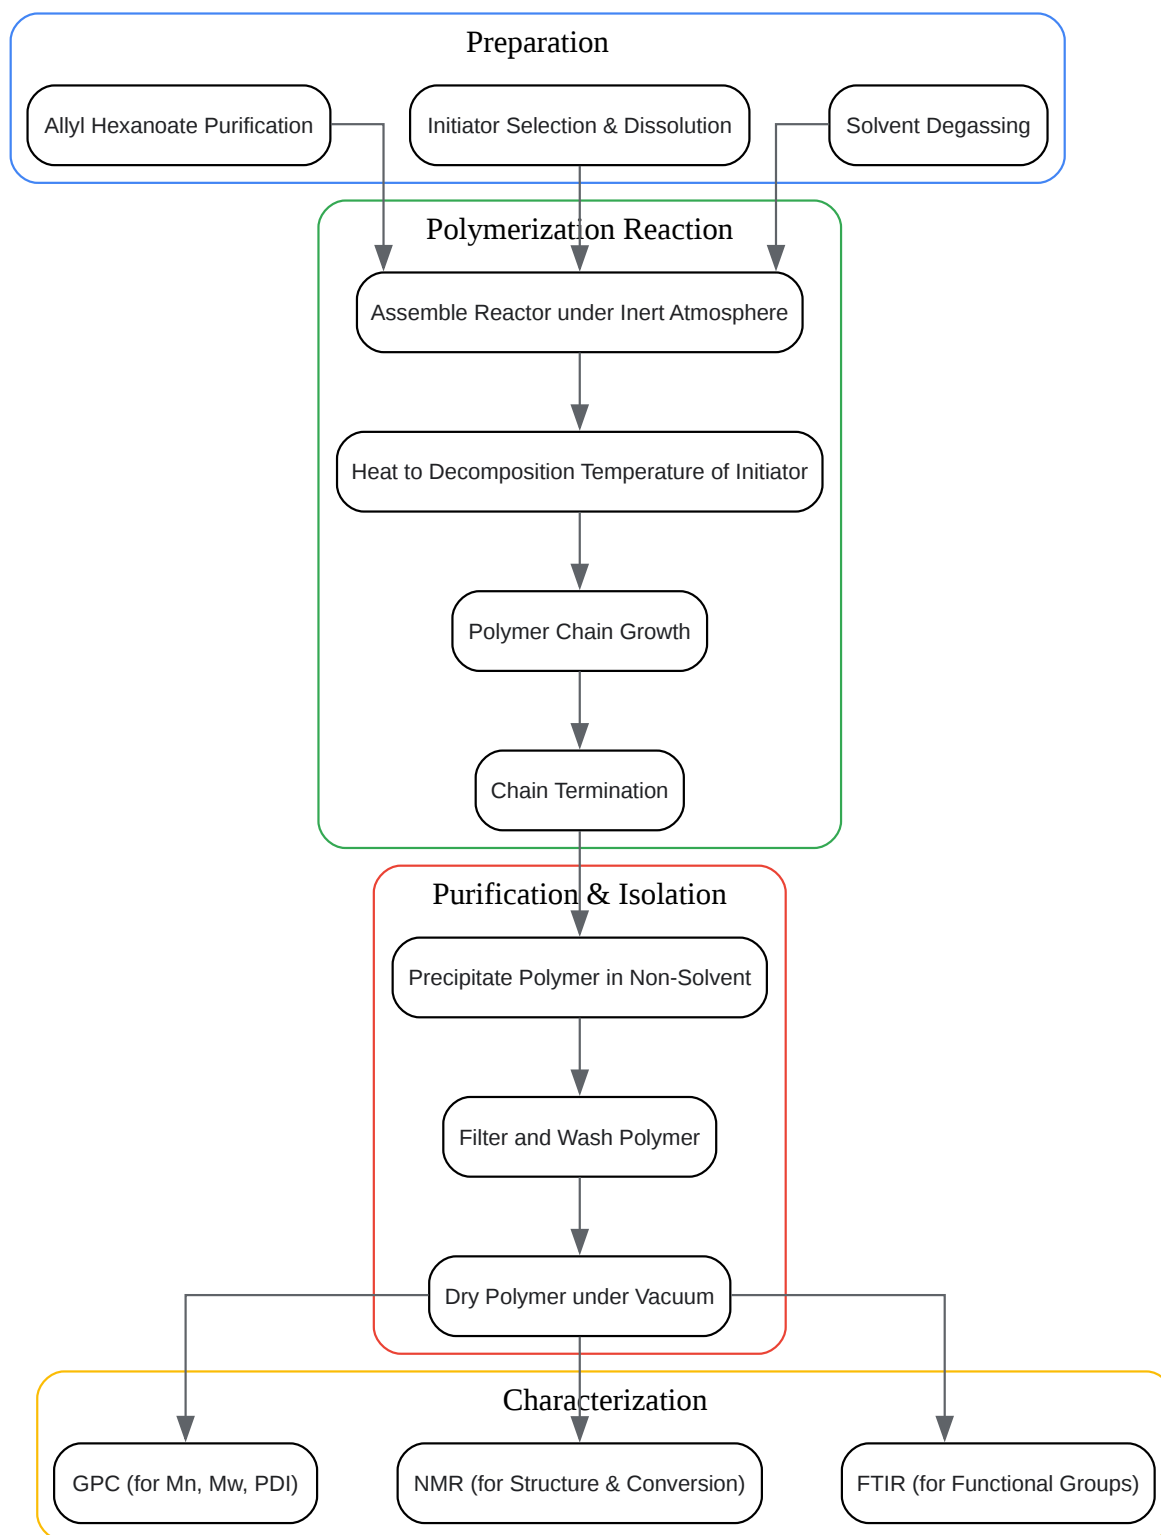 Preparation
Allyl Hexanoate Purification
Initiator Selection & Dissolution
Solvent Degassing
Polymerization Reaction
Assemble Reactor under Inert Atmosphere
Heat to Decomposition Temperature of Initiator
Polymer Chain Growth
Chain Termination
Purification & Isolation
Precipitate Polymer in Non-Solvent
Filter and Wash Polymer
Dry Polymer under Vacuum
Characterization
GPC (for Mn, Mw, PDI)
NMR (for Structure & Conversion)
FTIR (for Functional Groups)